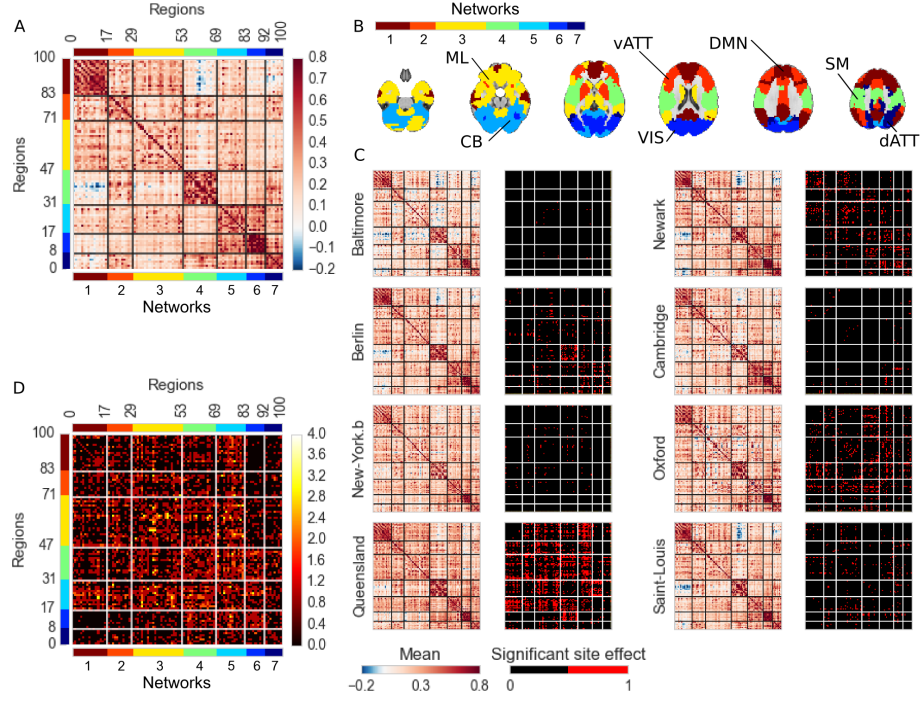 A
Regions
0 17 29 53 69 83 92 100
100
83
71
47
31
17
8
0
Regions
1 2 3 4 5 6 7
Networks
0.8
0.7
0.6
0.5
0.4
0.3
0.2
0.1
0.0
−0.1
−0.2
B
Networks
1 2 3 4 5 6 7
ML
vATT
DMN
SM
CB
VIS
dATT
C
Baltimore
Newark
Berlin
Cambridge
New-York.b
Oxford
Queensland
Saint-Louis
Mean
−0.2 0.3 0.8
Significant site effect
0 1
D
Regions
0 17 29 53 69 83 92 100
100
83
71
47
31
17
8
0
Regions
1 2 3 4 5 6 7
Networks
4.0
3.6
3.2
2.8
2.4
2.0
1.6
1.2
0.8
0.4
0.0